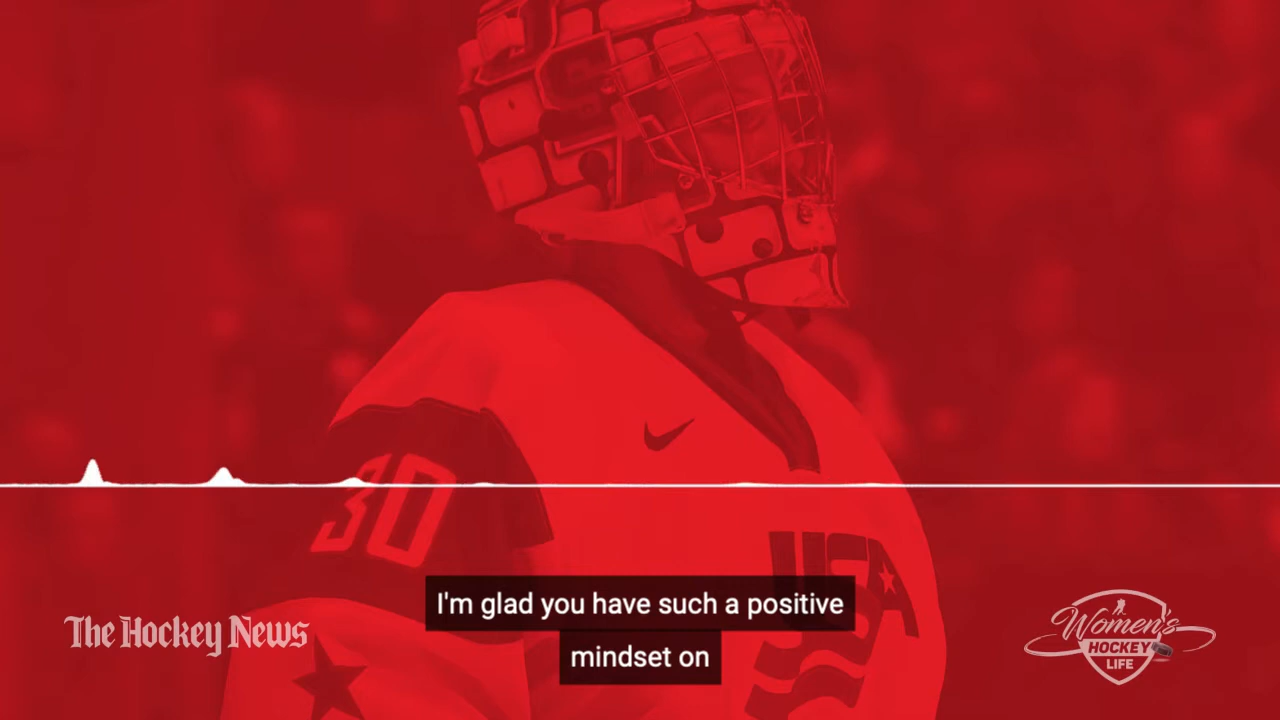 30
USA
I'm glad you have such a positive
mindset on
The Hockey News
Women's
HOCKEY
LIFE